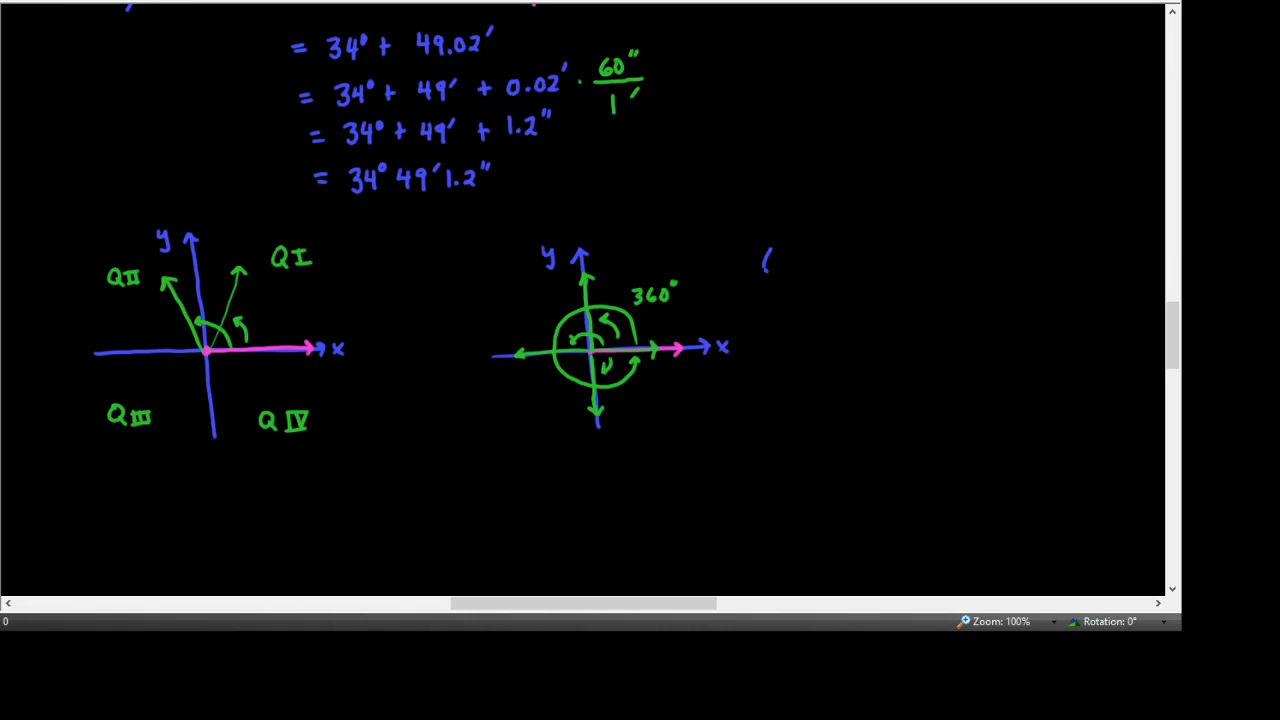 = 34° + 49.02′
= 34° + 49′ + 0.02′ · 60″/1′
= 34° + 49′ + 1.2″
= 34° 49′ 1.2″
y
QII
QI
x
QIII
QIV
y
360°
x
(
0
Zoom: 100%
Rotation: 0°